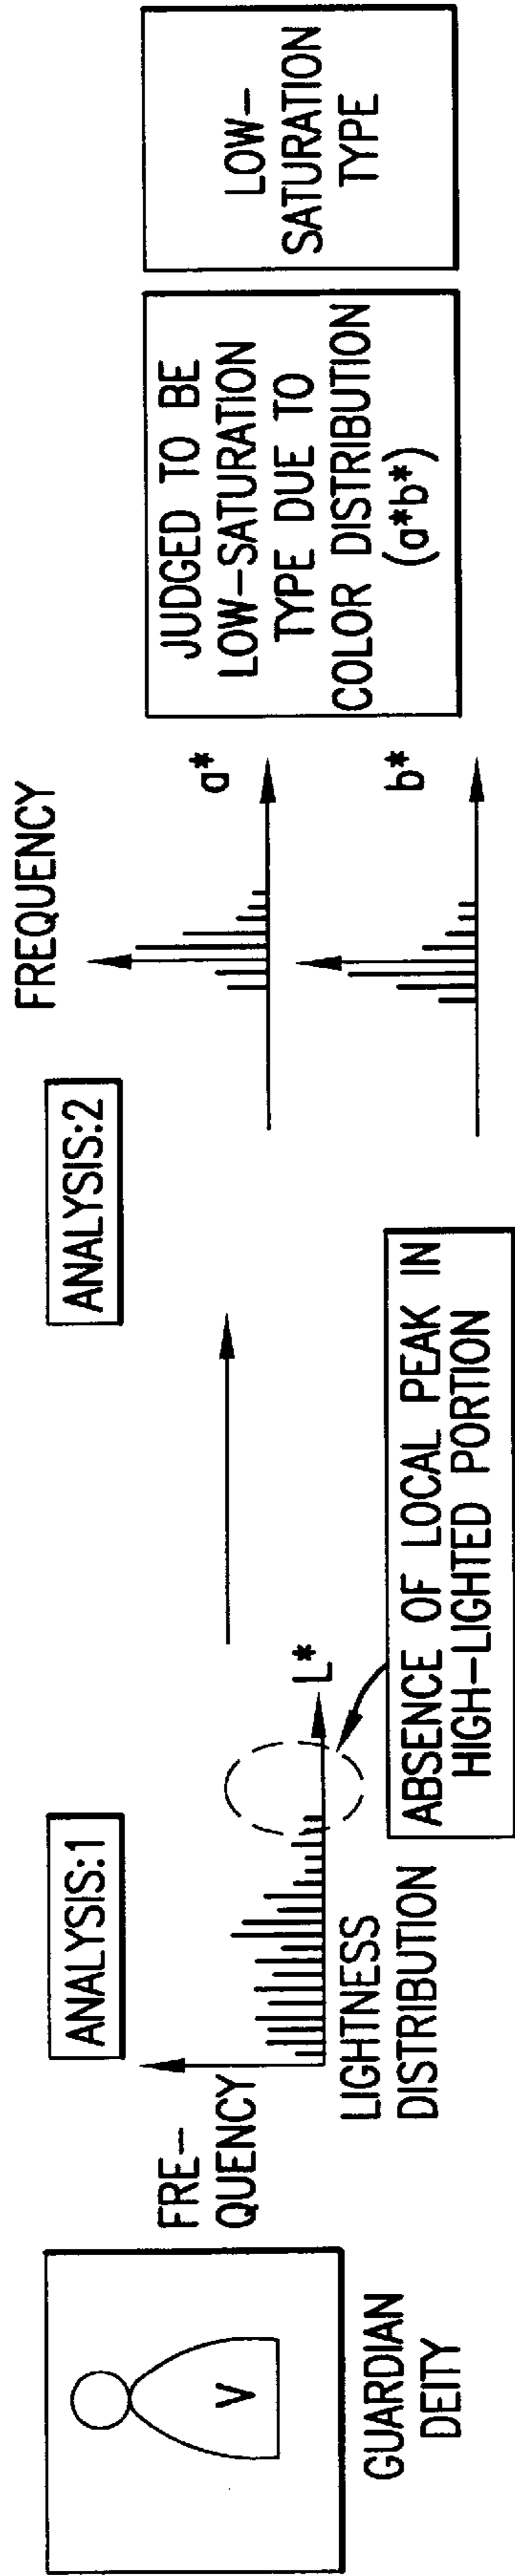 V
GUARDIAN
DEITY
ANALYSIS:1
FRE-
QUENCY
L*
LIGHTNESS
DISTRIBUTION
ABSENCE OF LOCAL PEAK IN
HIGH-LIGHTED PORTION
ANALYSIS:2
FREQUENCY
a*
b*
JUDGED TO BE
LOW-SATURATION
TYPE DUE TO
COLOR DISTRIBUTION
(a*b*)
LOW-
SATURATION
TYPE